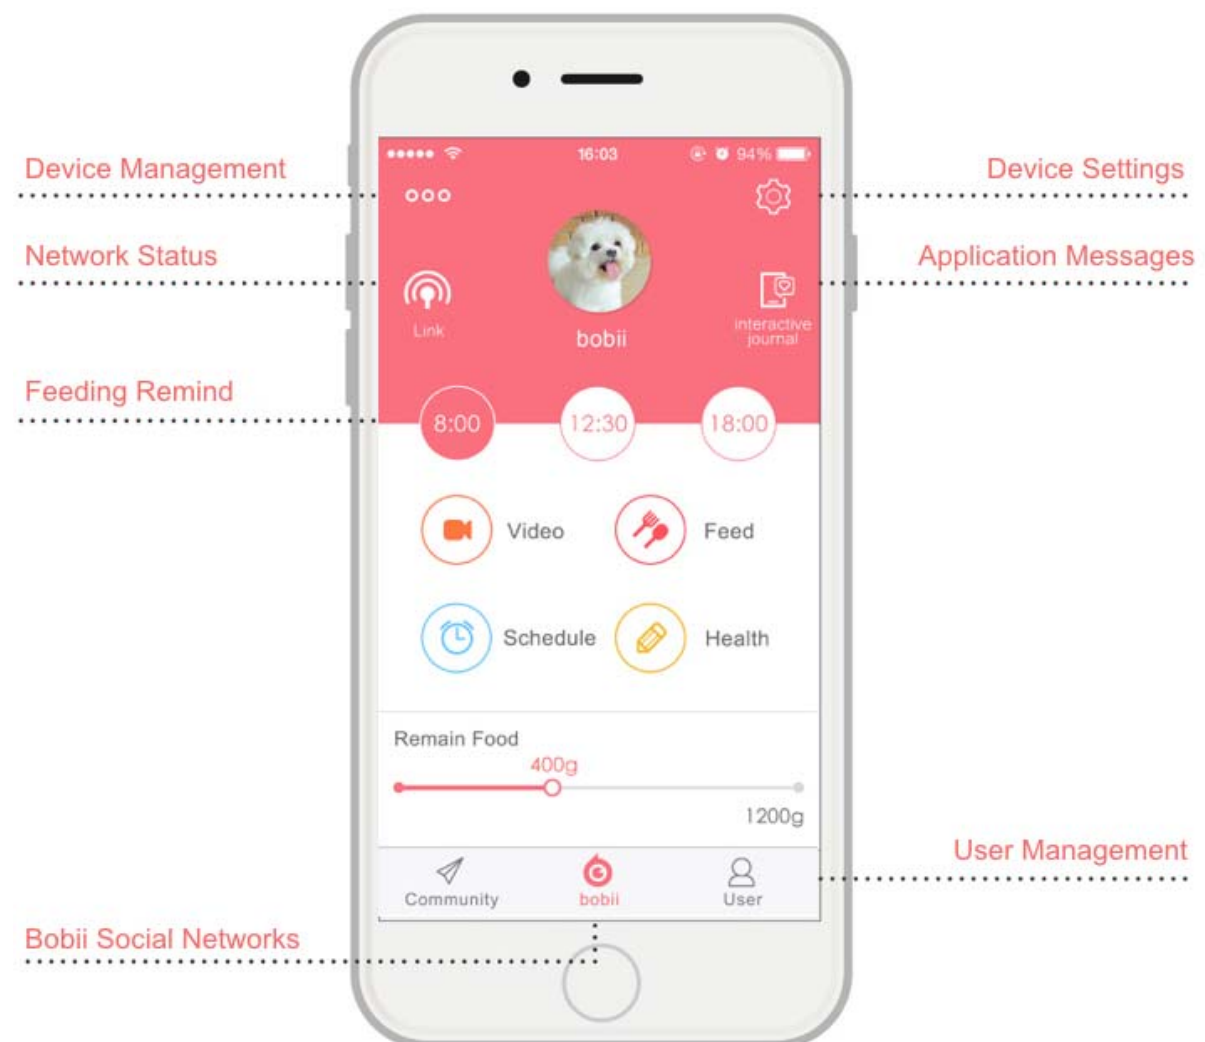 16:03
94%
Device Management
Device Settings
Network Status
Application Messages
Link
bobii
interactive
journal
Feeding Remind
8:00
12:30
18:00
Video
Feed
Schedule
Health
Remain Food
400g
1200g
User Management
Community
bobii
User
Bobii Social Networks